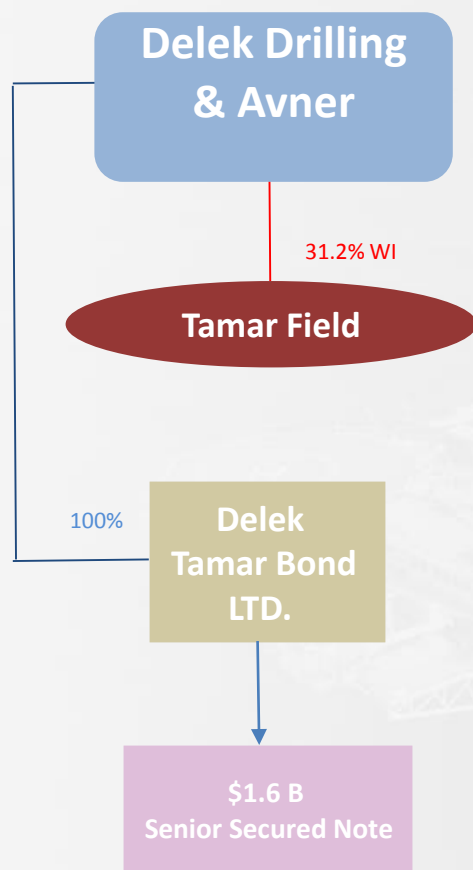 Delek Drilling
& Avner
31.2% WI
Tamar Field
100%
Delek
Tamar Bond
LTD.
$1.6 B
Senior Secured Note